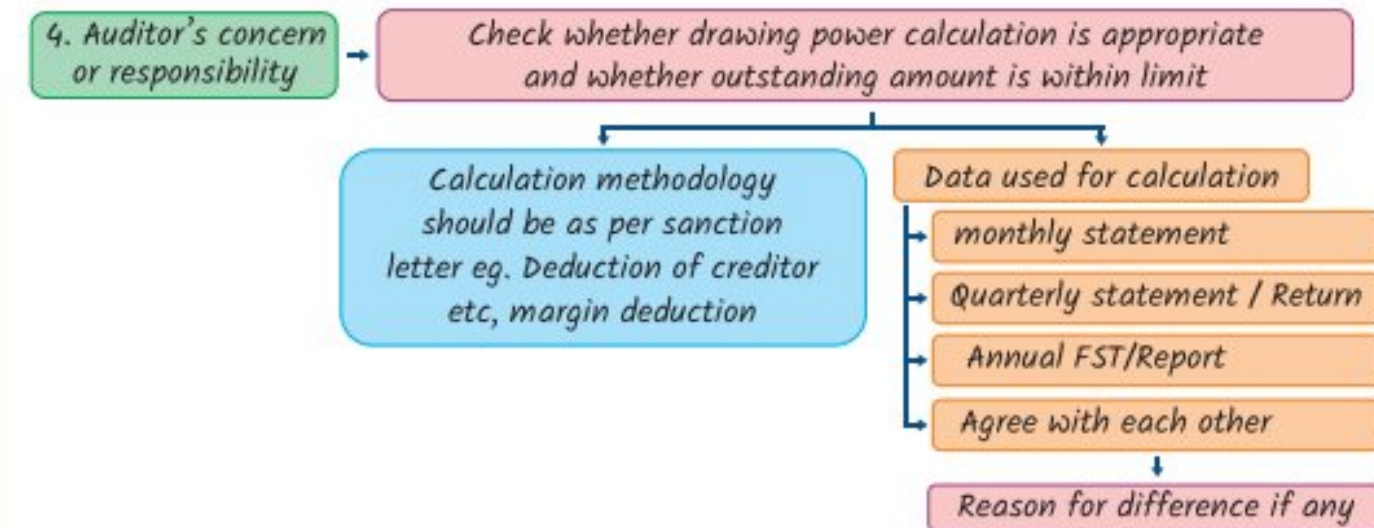 4. Auditor's concern
or responsibility
Check whether drawing power calculation is appropriate
and whether outstanding amount is within limit
Calculation methodology
should be as per sanction
letter eg. Deduction of creditor
etc, margin deduction
Data used for calculation
monthly statement
Quarterly statement / Return
Annual FST/Report
Agree with each other
Reason for difference if any